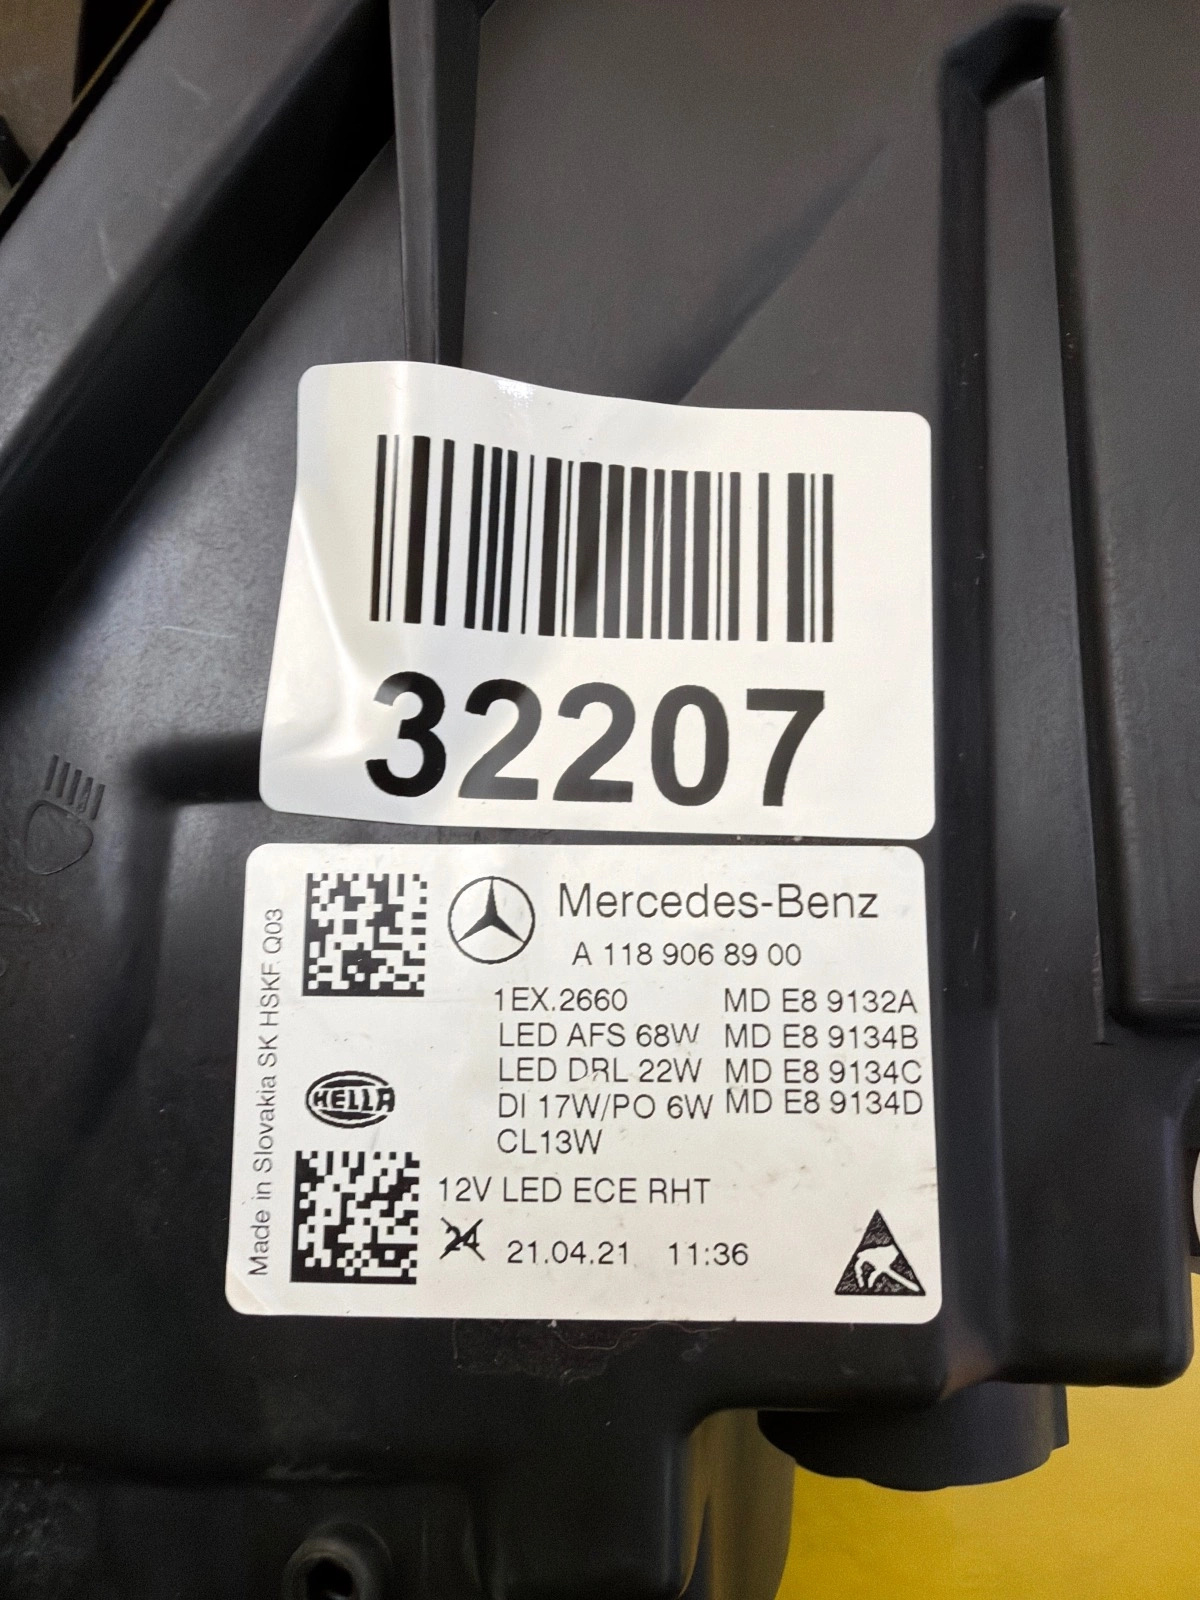 32207
Mercedes-Benz
A 118 906 89 00
1EX.2660 MD E8 9132A
LED AFS 68W MD E8 9134B
LED DRL 22W MD E8 9134C
DI 17W/PO 6W MD E8 9134D
CL13W
12V LED ECE RHT
24 21.04.21 11:36
HELLA
Made in Slovakia SK HSKF Q03